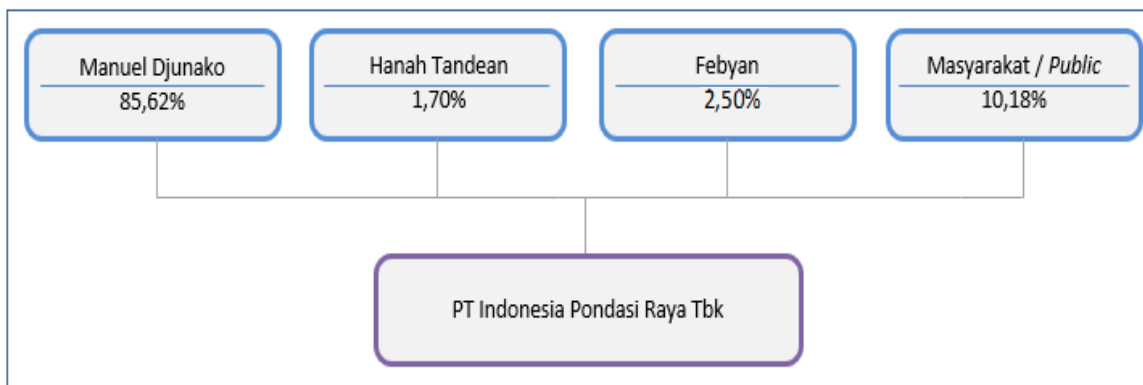 Manuel Djunako
85,62%
Hanah Tandean
1,70%
Febyan
2,50%
Masyarakat / Public
10,18%
PT Indonesia Pondasi Raya Tbk